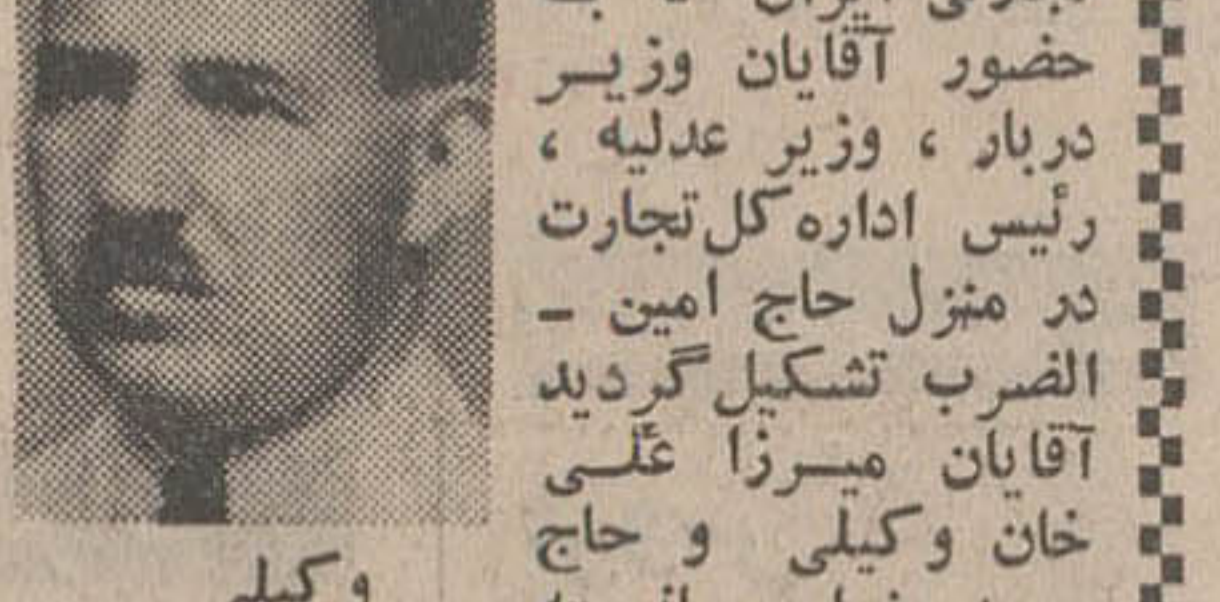 حضور آقایان وزیر
دربار ، وزیر عدلیه ،
رئیس اداره کل تجارت
در منزل حاج امین -
الضرب تشکیل گردید
آقایان میرزا علی
خان وکیلی و حاج
وکیلی